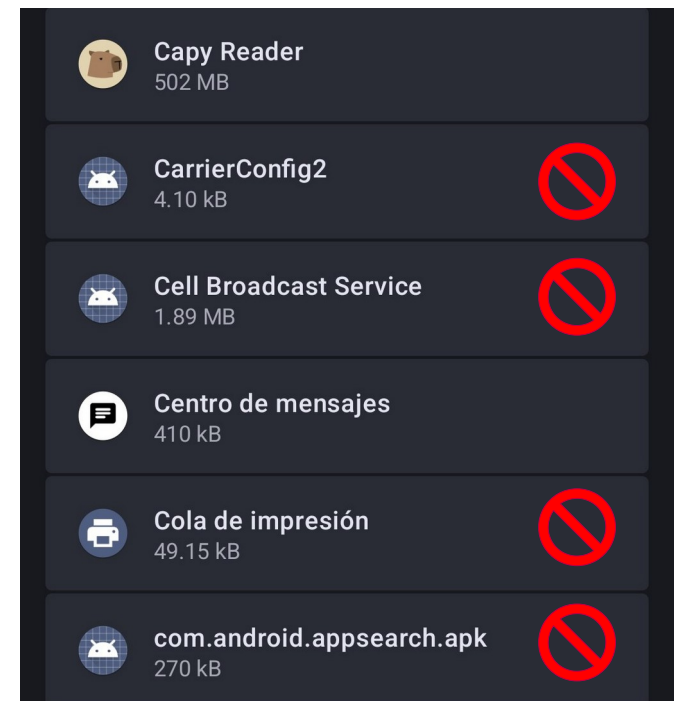 Capy Reader
502 MB
CarrierConfig2
4.10 kB
Cell Broadcast Service
1.89 MB
Centro de mensajes
410 kB
Cola de impresión
49.15 kB
com.android.appsearch.apk
270 kB